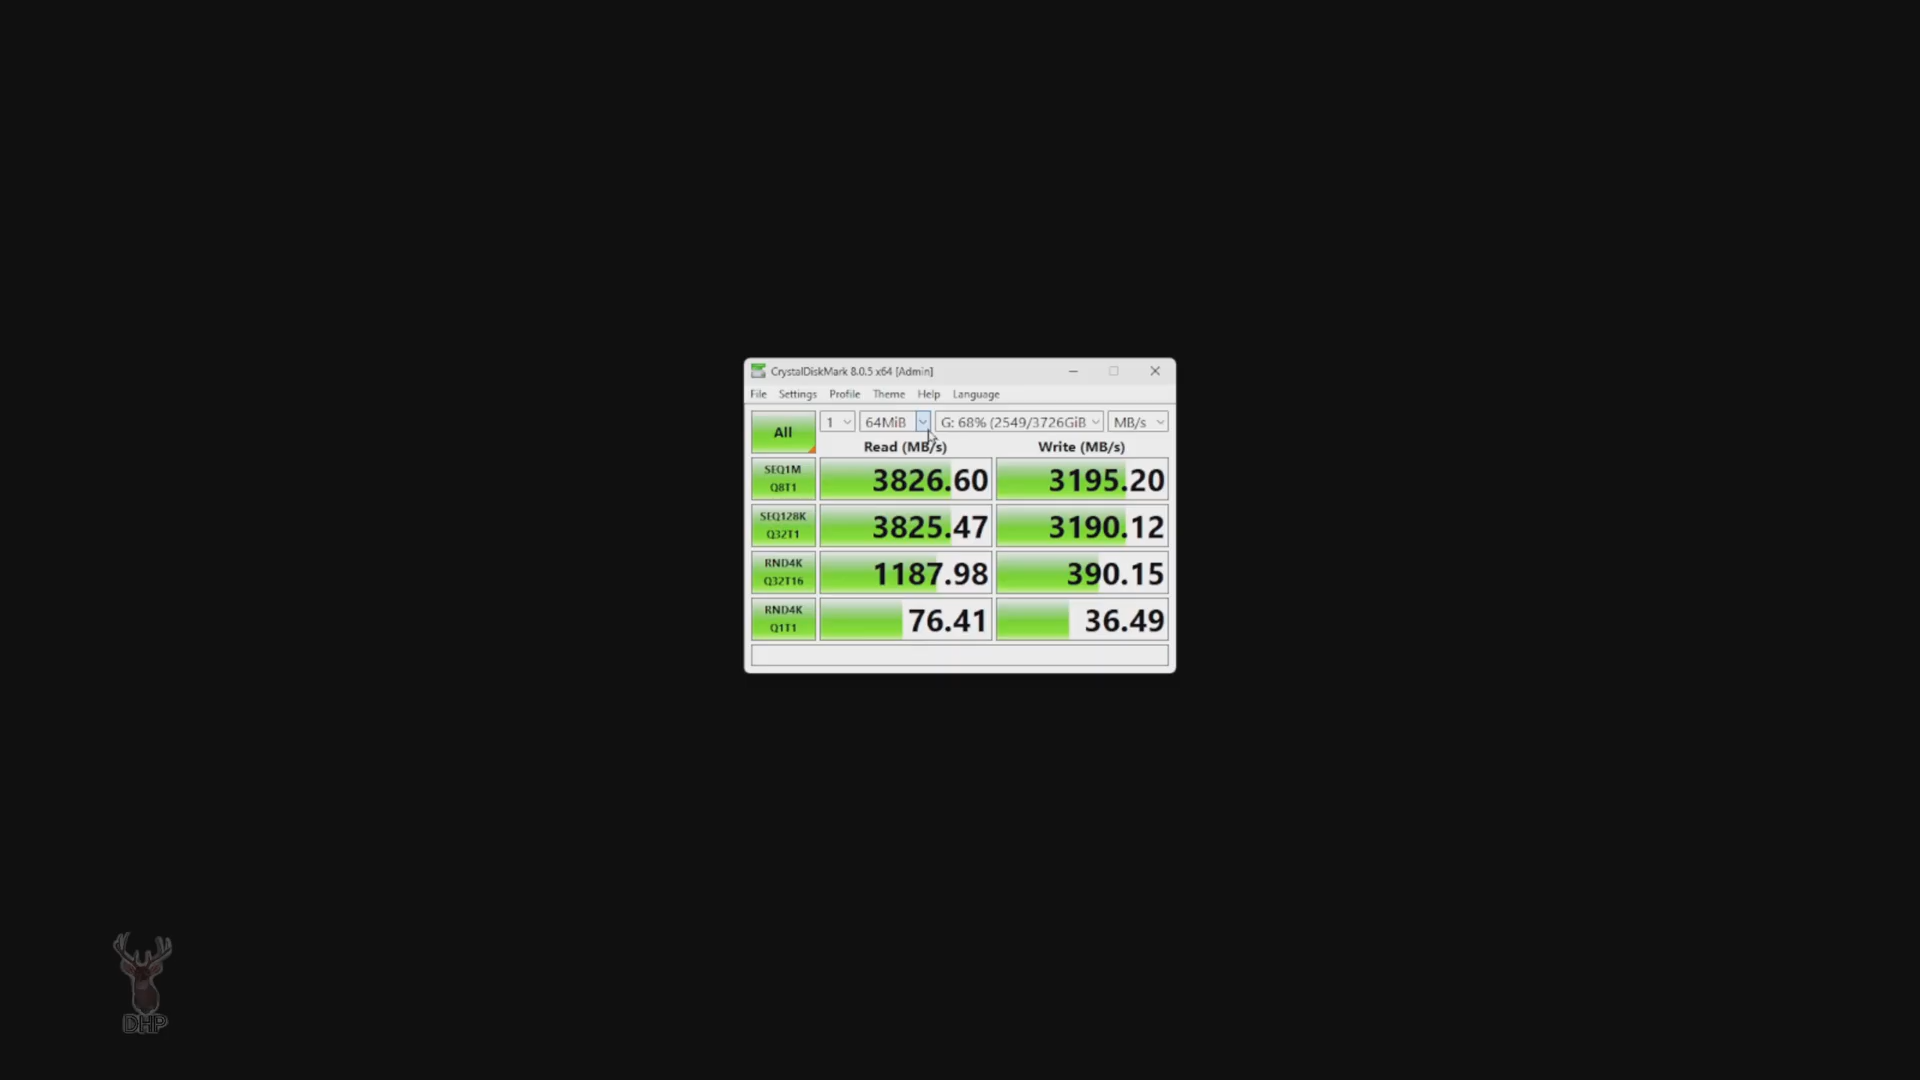 CrystalDiskMark 8.0.5 x64 [Admin]
File Settings Profile Theme Help Language
All 1 64MiB G: 68% (2549/3726GiB MB/s
Read (MB/s) Write (MB/s)
SEQ1M
Q8T1 3826.60 3195.20
SEQ128K
Q32T1 3825.47 3190.12
RND4K
Q32T16 1187.98 390.15
RND4K
Q1T1 76.41 36.49
DHP